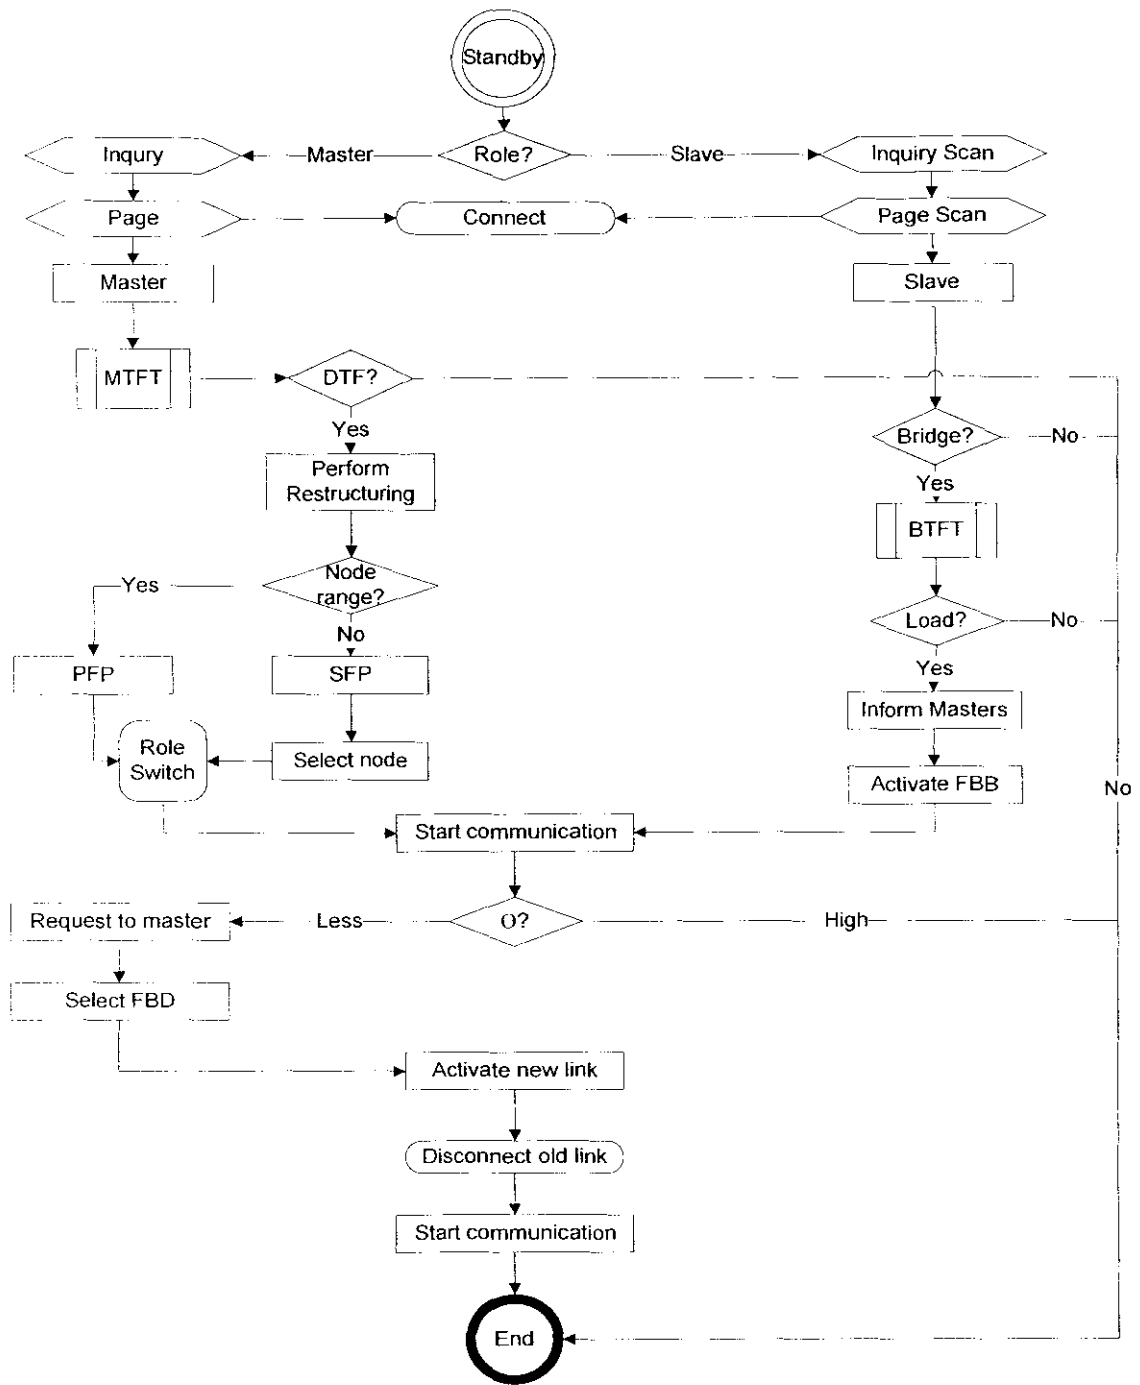 Standby
Inqury
Master
Role?
Slave
Inquiry Scan
Page
Connect
Page Scan
Master
Slave
MTFT
DTF?
Yes
Bridge?
No
Perform
Restructuring
Yes
BTFT
Yes
Node
range?
Load?
No
No
PFP
SFP
Yes
Inform Masters
Role
Switch
Select node
Activate FBB
No
Start communication
Request to master
Less
O?
High
Select FBD
Activate new link
Disconnect old link
Start communication
End